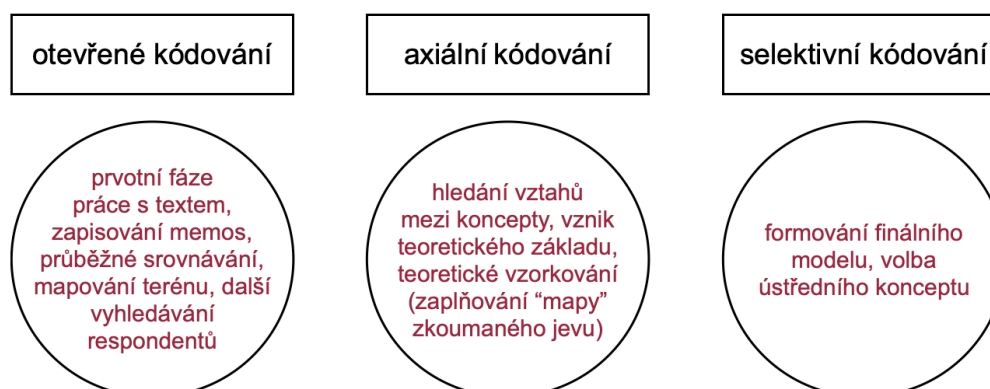 otevřené kódování
axiální kódování
selektivní kódování
prvotní fáze
práce s textem,
zapisování memos,
průběžné srovnávání,
mapování terénu, další
vyhledávání
respondentů
hledání vztahů
mezi koncepty, vznik
teoretického základu,
teoretické vzorkování
(zaplňování “mapy”
zkoumaného jevu)
formování finálního
modelu, volba
ústředního konceptu